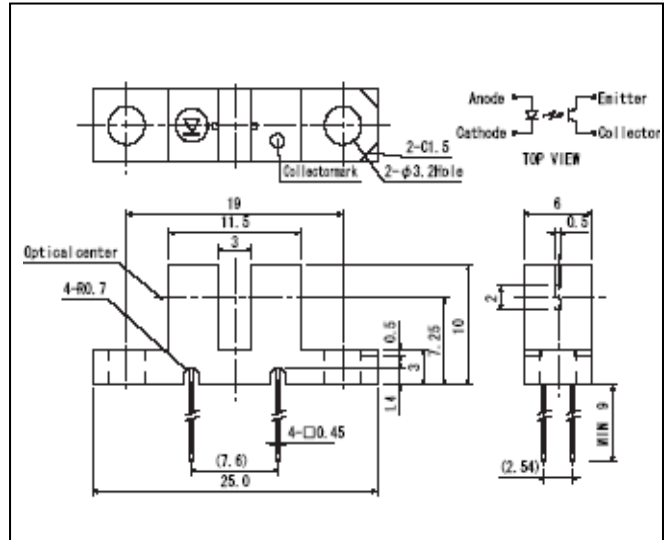 Anode
Emitter
Cathode
Collector
TOP VIEW
2-C1.5
2-φ3.2Hole
Collectormark
19
11.5
3
6
0.5
Optical center
4-R0.7
2
0.5
3
7.25
10
1.4
4-□0.45
(7.6)
25.0
MIN 9
(2.54)